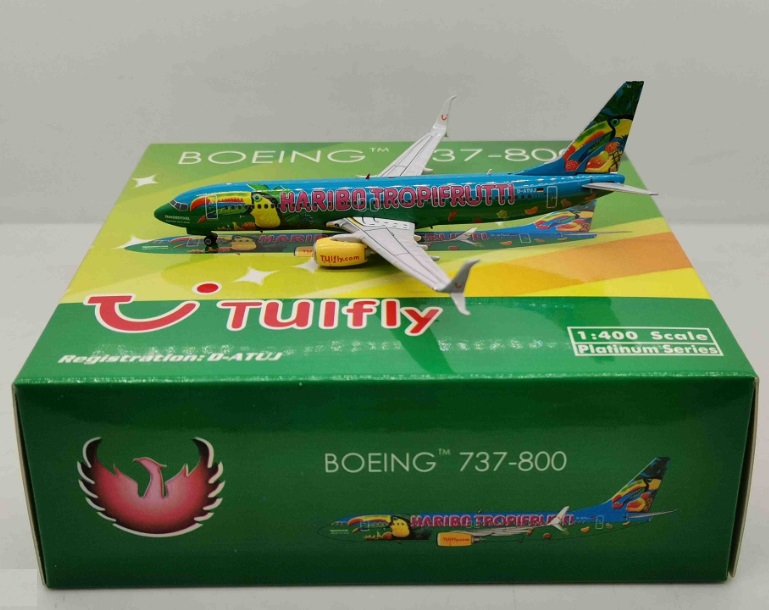 BOEING™ 737-800
HARIBO TROPIFRUTTI
D-ATUJ
TUIfly.com
TUIfly
Registration: D-ATUJ
1:400 Scale
Platinum Series
BOEING™ 737-800
HARIBO TROPIFRUTTI